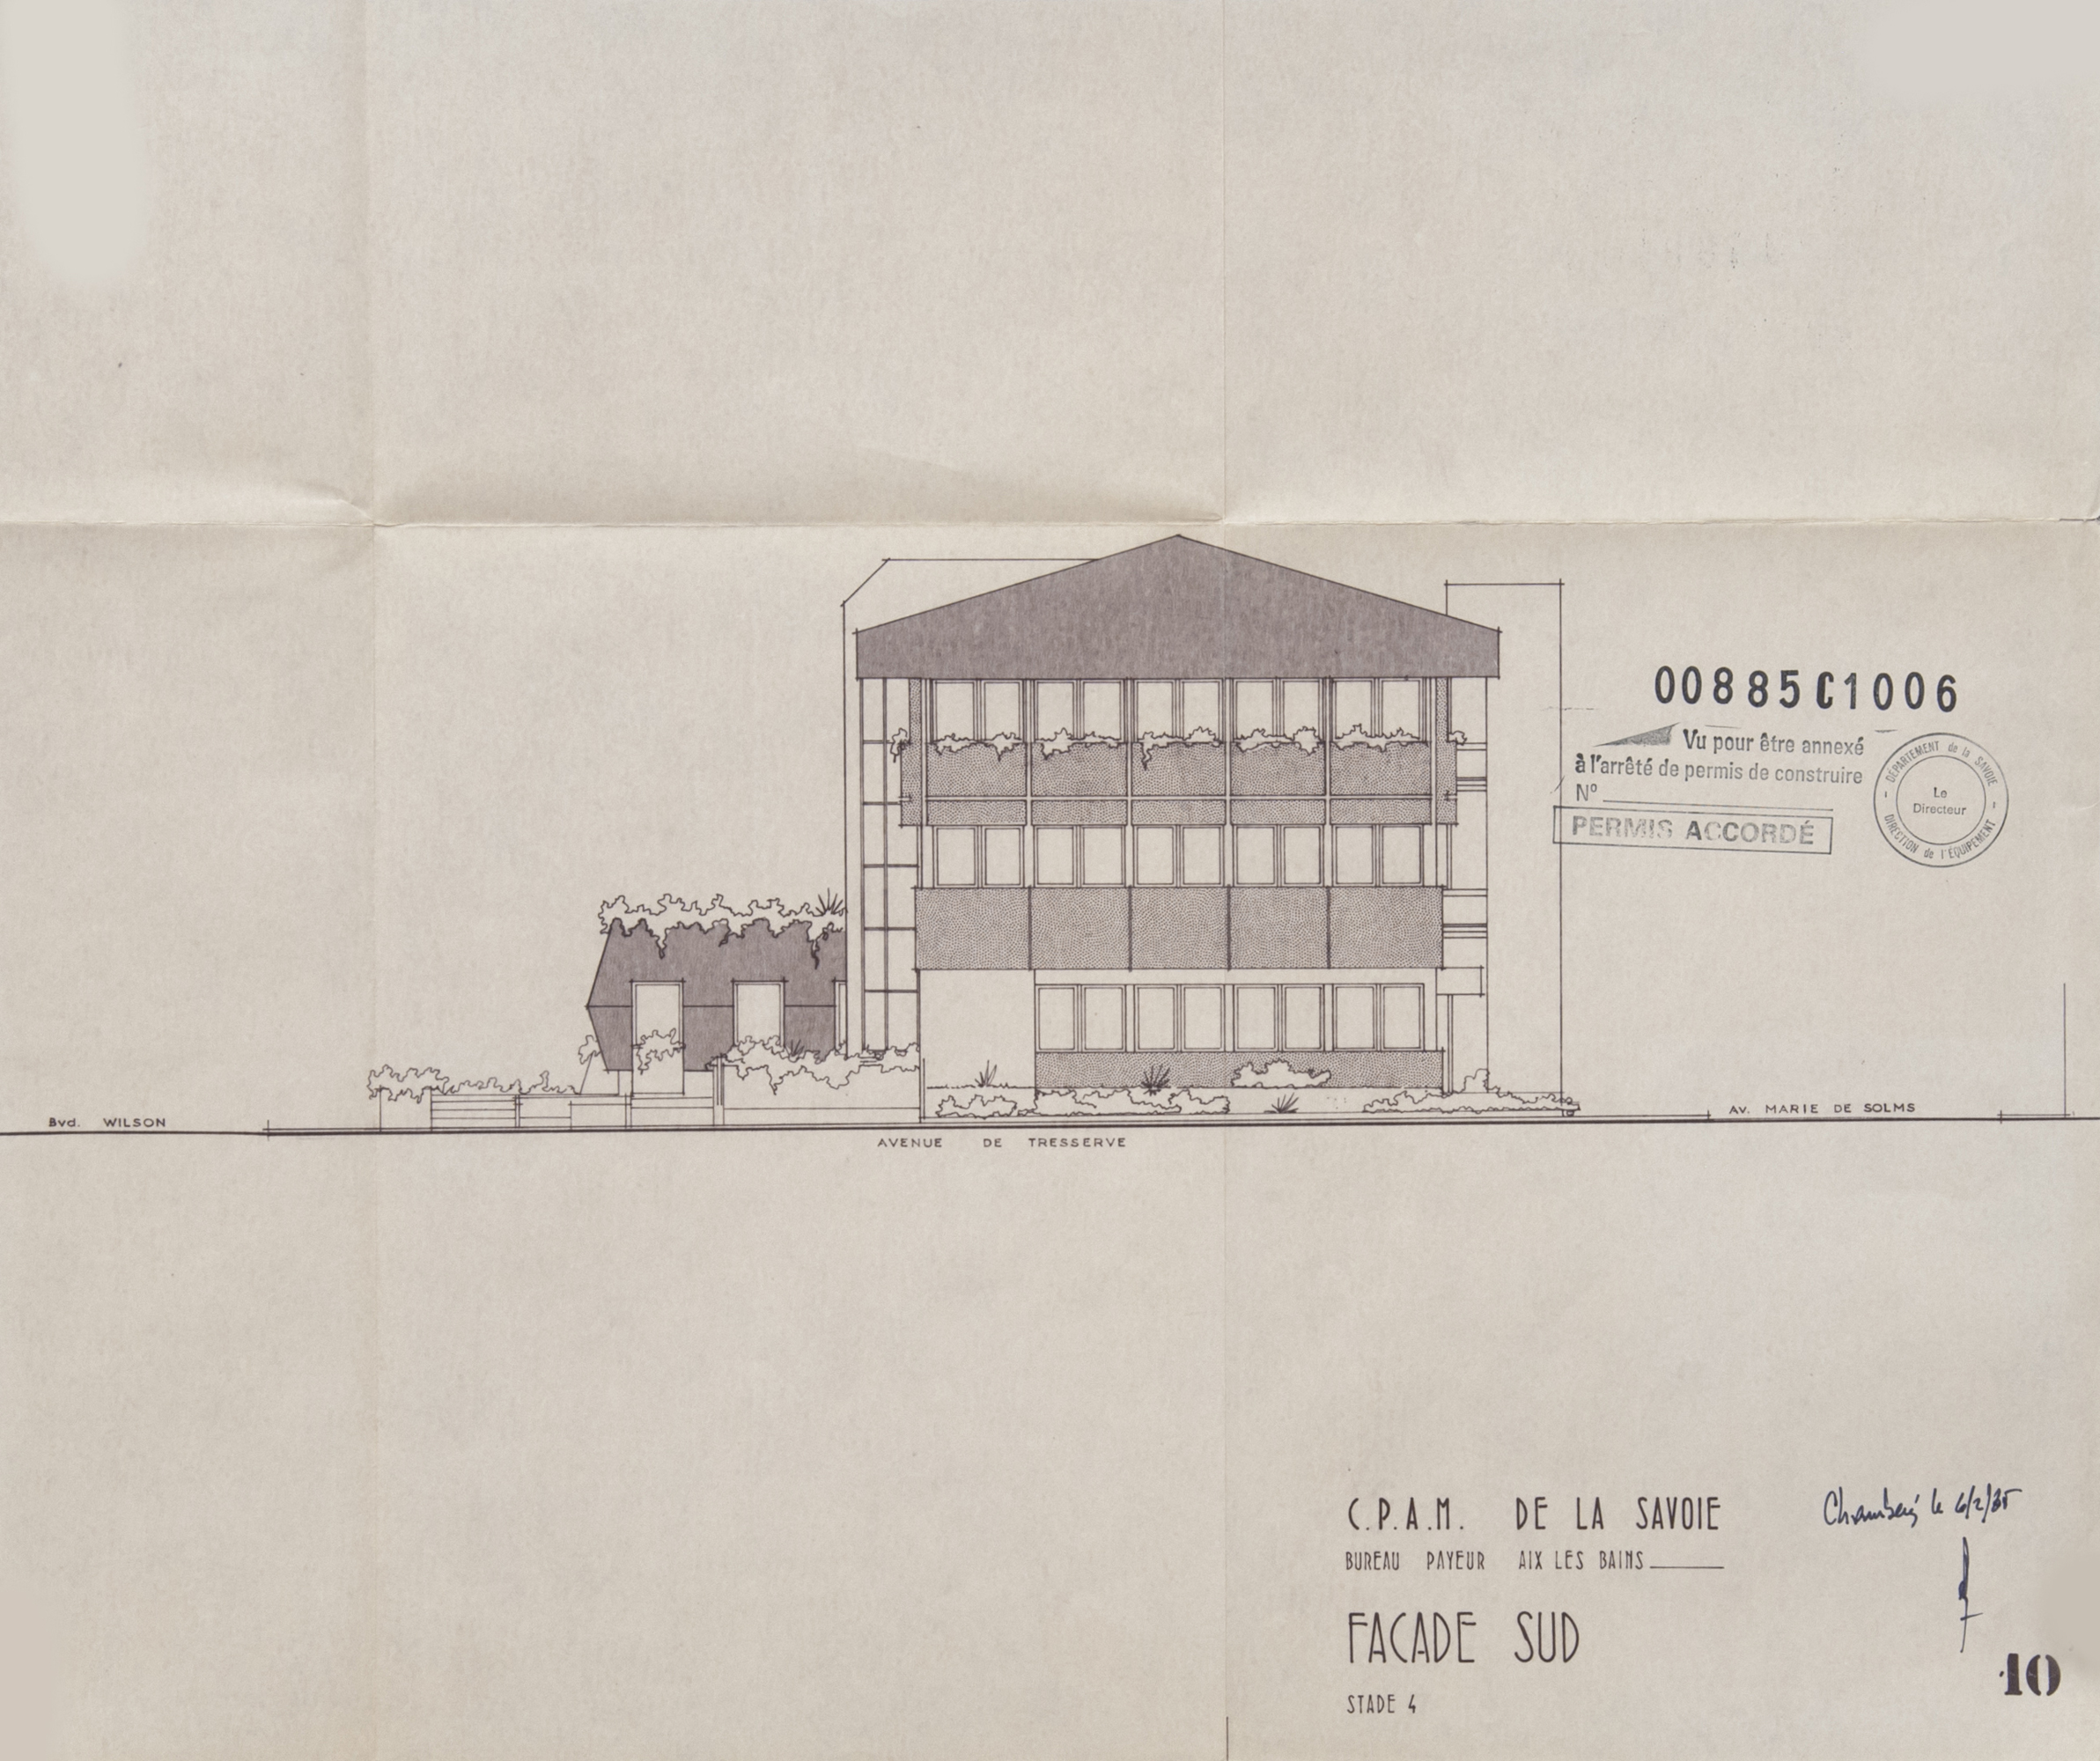 00885C1006
Vu pour être annexé
à l'arrêté de permis de construire
Nº
PERMIS ACCORDÉ
DÉPARTEMENT de la SAVOIE
Le
Directeur
DIRECTION de l'ÉQUIPEMENT
Bvd. WILSON
AV. MARIE DE SOLMS
AVENUE DE TRESSERVE
C.P.A.M. DE LA SAVOIE
BUREAU PAYEUR AIX LES BAINS
Chambéry le 6/2/85
FACADE SUD
STADE 4
10